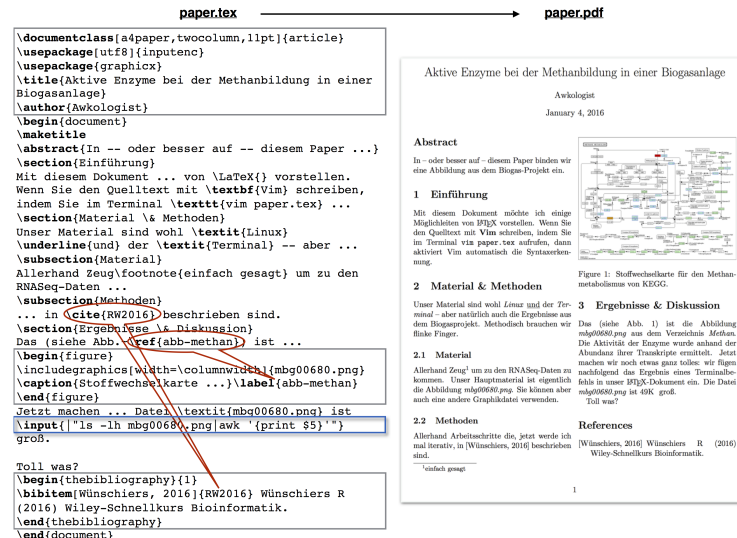 paper.tex
paper.pdf
\documentclass[a4paper,twocolumn,11pt]{article}
\usepackage[utf8]{inputenc}
\usepackage{graphicx}
\title{Aktive Enzyme bei der Methanbildung in einer
Biogasanlage}
\author{Awkologist}
\begin{document}
\maketitle
\abstract{In -- oder besser auf -- diesem Paper ...}
\section{Einführung}
Mit diesem Dokument ... von \LaTeX{} vorstellen.
Wenn Sie den Quelltext mit \textbf{Vim} schreiben,
indem Sie im Terminal \texttt{vim paper.tex} ...
\section{Material \& Methoden}
Unser Material sind wohl \textit{Linux}
\underline{und} der \textit{Terminal} -- aber ...
\subsection{Material}
Allerhand Zeug\footnote{einfach gesagt} um zu den
RNASeq-Daten ...
\subsection{Methoden}
... in \cite{RW2016} beschrieben sind.
\section{Ergebnisse \& Diskussion}
Das (siehe Abb. \ref{abb-methan}) ist ...
\begin{figure}
\includegraphics[width=\columnwidth]{mbg00680.png}
\caption{Stoffwechselkarte ...}\label{abb-methan}
\end{figure}
Jetzt machen ... Datei \textit{mbg00680.png} ist
\input{|"ls -lh mbg00680.png|awk '{print $5}'"}
groß.
Toll was?
\begin{thebibliography}{1}
\bibitem[Wünschiers, 2016]{RW2016} Wünschiers R
(2016) Wiley-Schnellkurs Bioinformatik.
\end{thebibliography}
\end{document}
Aktive Enzyme bei der Methanbildung in einer Biogasanlage
Awkologist
January 4, 2016
Abstract
In – oder besser auf – diesem Paper binden wir
eine Abbildung aus dem Biogas-Projekt ein.
1 Einführung
Mit diesem Dokument möchte ich einige
Möglichkeiten von LATEX vorstellen. Wenn Sie
den Quelltext mit Vim schreiben, indem Sie
im Terminal vim paper.tex aufrufen, dann
aktiviert Vim automatisch die Syntaxerken-
nung.
2 Material & Methoden
Unser Material sind wohl Linux und der Ter-
minal – aber natürlich auch die Ergebnisse aus
dem Biogasprojekt. Methodisch brauchen wir
flinke Finger.
2.1 Material
Allerhand Zeug1 um zu den RNASeq-Daten zu
kommen. Unser Hauptmaterial ist eigentlich
die Abbildung mbg00680.png. Sie können aber
auch eine andere Graphikdatei verwenden.
2.2 Methoden
Allerhand Arbeitsschritte die, jetzt werde ich
mal iterativ, in [Wünschiers, 2016] beschrieben
sind.
1einfach gesagt
Figure 1: Stoffwechselkarte für den Methan-
metabolismus von KEGG.
3 Ergebnisse & Diskussion
Das (siehe Abb. 1) ist die Abbildung
mbg00680.png aus dem Verzeichnis Methan.
Die Aktivität der Enzyme wurde anhand der
Abundanz ihrer Transkripte ermittelt. Jetzt
machen wir noch etwas ganz tolles: wir fügen
nachfolgend das Ergebnis eines Terminalbe-
fehls in unser LATEX-Dokument ein. Die Datei
mbg00680.png ist 49K groß.
Toll was?
References
[Wünschiers, 2016] Wünschiers R (2016)
Wiley-Schnellkurs Bioinformatik.
1